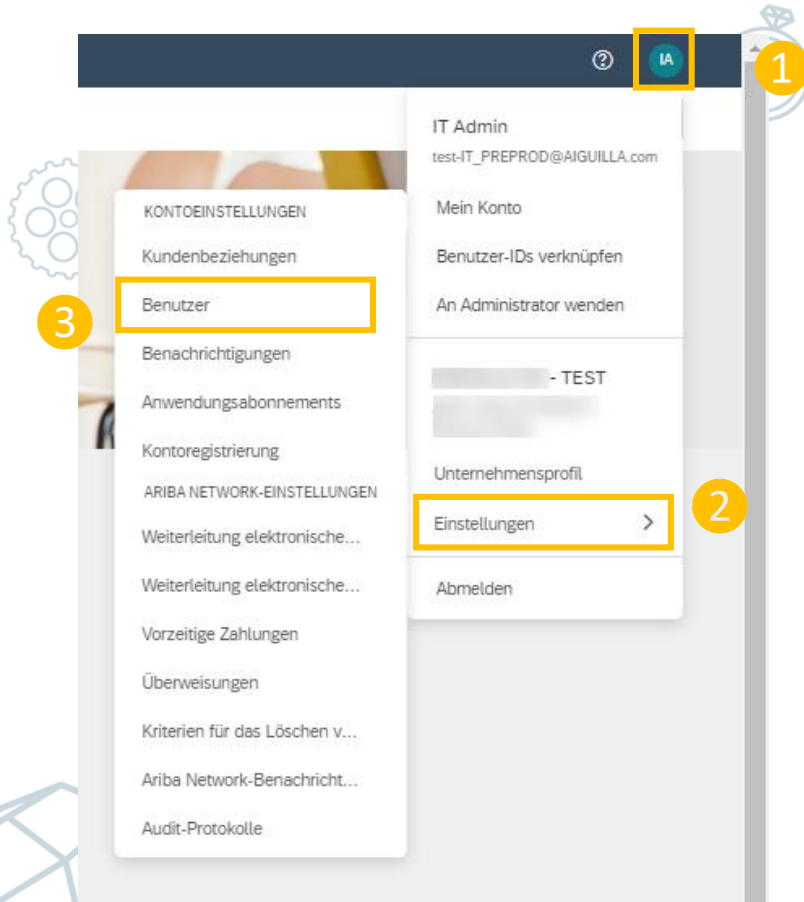 IA
1
IT Admin
test-IT_PREPROD@AIGUILLA.com
Mein Konto
Benutzer-IDs verknüpfen
An Administrator wenden
- TEST
Unternehmensprofil
Einstellungen
2
Abmelden
KONTOEINSTELLUNGEN
Kundenbeziehungen
3
Benutzer
Benachrichtigungen
Anwendungsabonnements
Kontoregistrierung
ARIBA NETWORK-EINSTELLUNGEN
Weiterleitung elektronische...
Weiterleitung elektronische...
Vorzeitige Zahlungen
Überweisungen
Kriterien für das Löschen v...
Ariba Network-Benachricht...
Audit-Protokolle